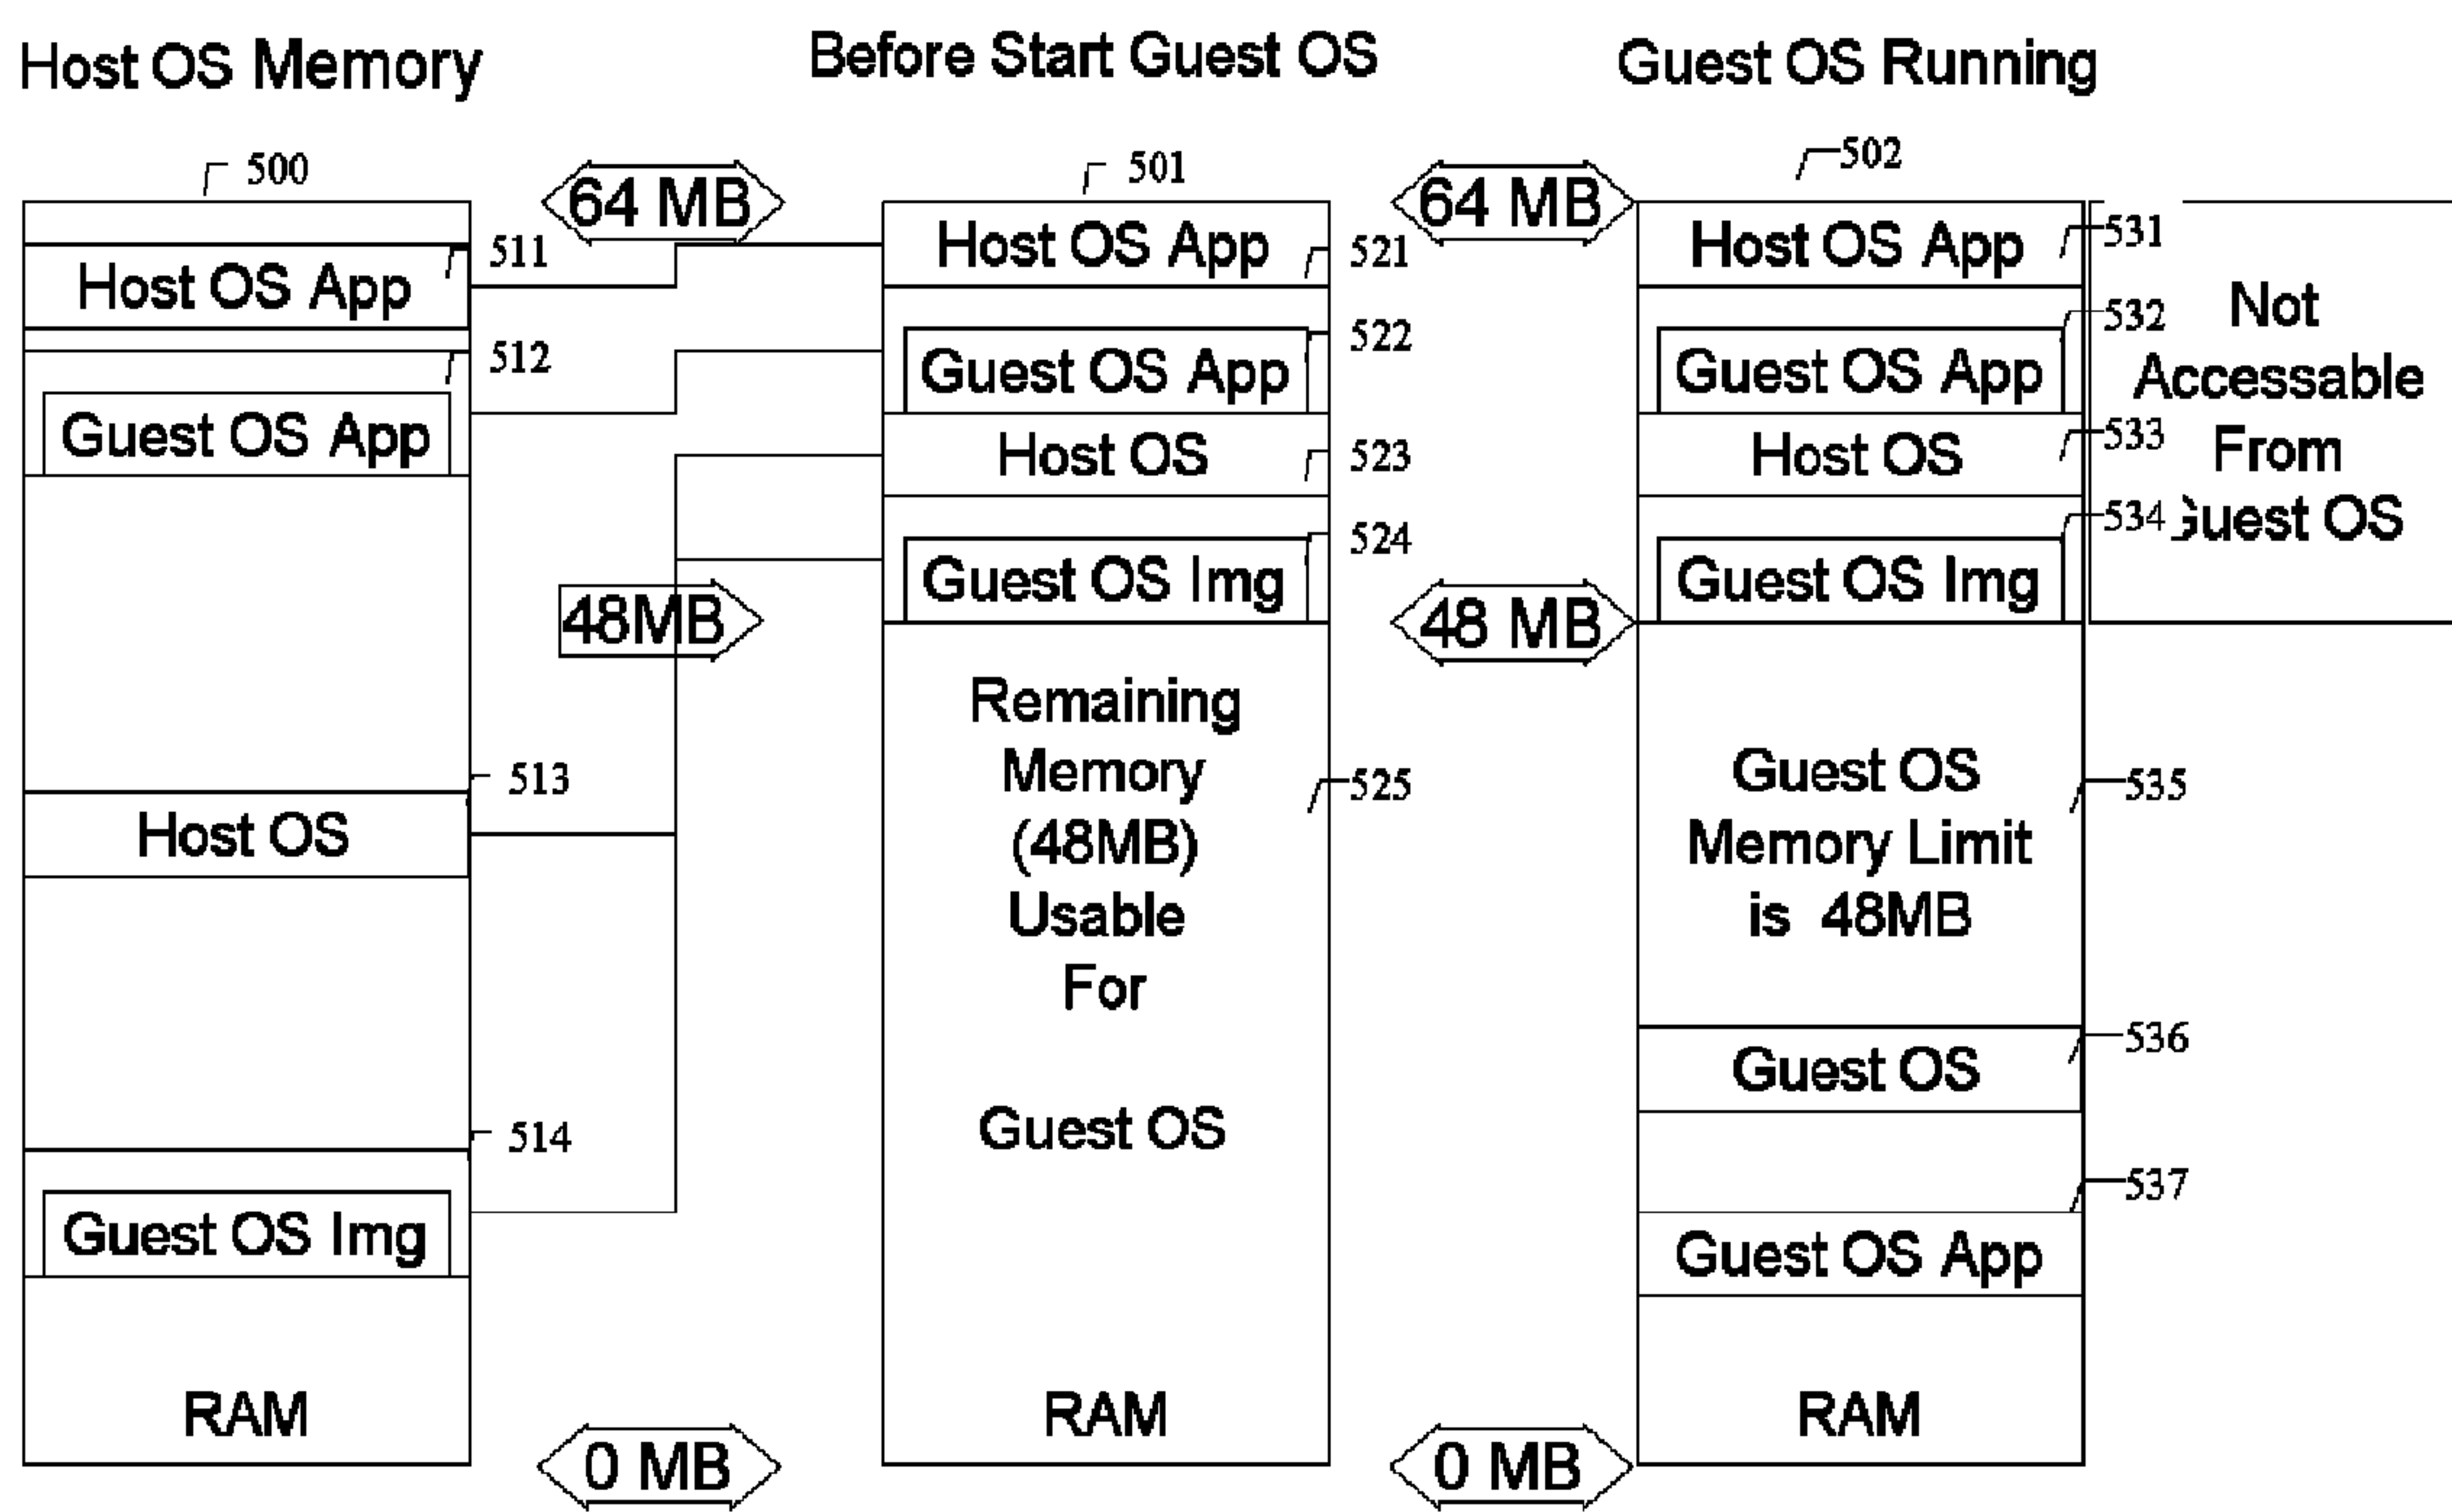 Host OS Memory
Before Start Guest OS
Guest OS Running
500
64 MB
501
64 MB
502
Host OS App
511
Guest OS App
512
Host OS
513
Guest OS Img
514
RAM
48MB
0 MB
Host OS App
521
Guest OS App
522
Host OS
523
Guest OS Img
524
Remaining
Memory
(48MB)
Usable
For
Guest OS
525
RAM
48 MB
0 MB
Host OS App
531
Guest OS App
532
Host OS
533
Guest OS Img
534
Guest OS
Memory Limit
is 48MB
535
Guest OS
536
Guest OS App
537
RAM
Not
Accessable
From
Guest OS